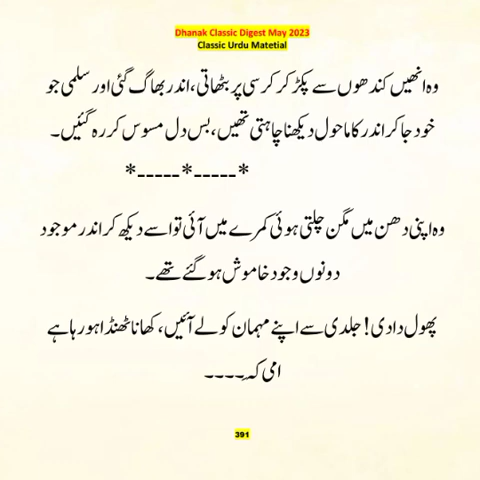 Dhanak Classic Digest May 2023
Classic Urdu Matetial
وہ انھیں کندھوں سے پکڑ کر کرسی پر بٹھاتی، اندر بھاگ گئی اور سلمی جو
خود جا کر اندر کا ماحول دیکھنا چاہتی تھیں، بس دل مسوس کر رہ گئیں۔
*-----*-----*
وہ اپنی دھن میں مگن چلتی ہوئی کمرے میں آئی تو اسے دیکھ کر اندر موجود
دونوں وجود خاموش ہو گئے تھے۔
پھول دادی! جلدی سے اپنے مہمان کو لے آئیں، کھانا ٹھنڈا ہو رہا ہے
امی کہہ۔۔۔۔
391